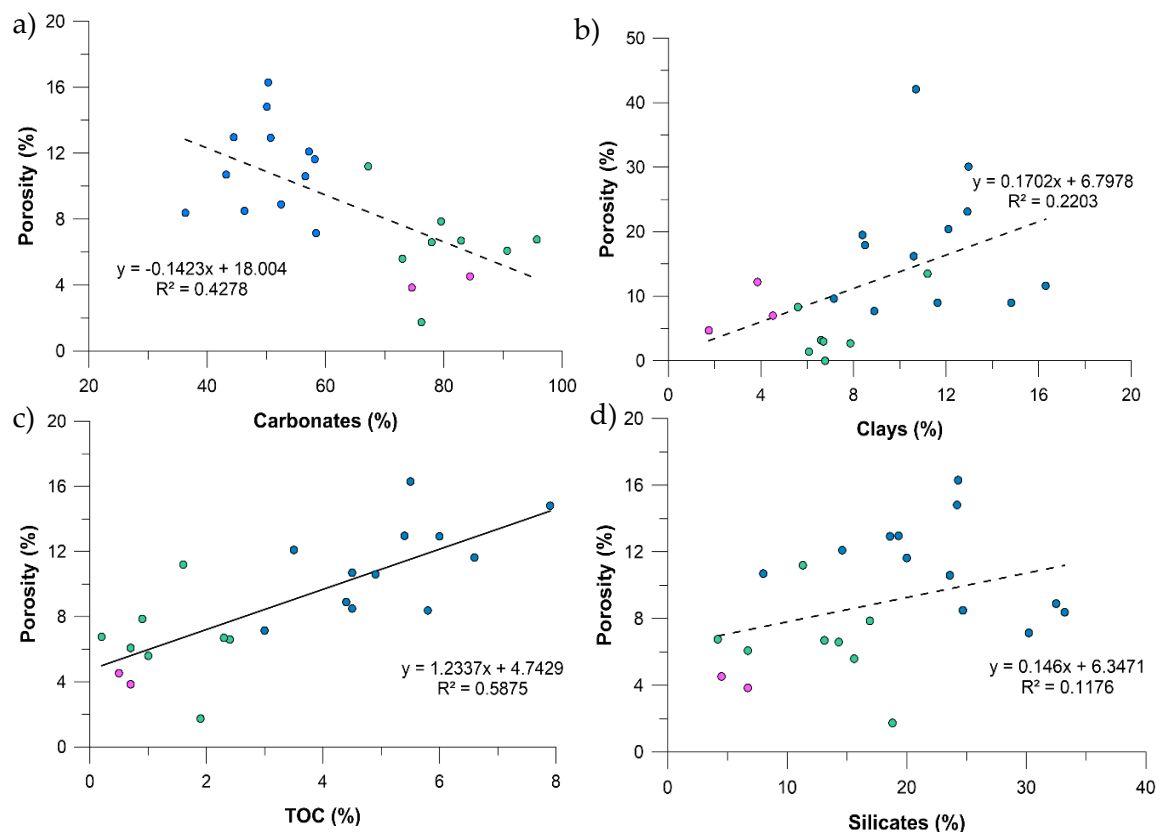 a)
20
16
12
8
4
0
Porosity (%)
y = -0.1423x + 18.004
R² = 0.4278
20 40 60 80 100
Carbonates (%)
b)
50
40
30
20
10
0
Porosity (%)
y = 0.1702x + 6.7978
R² = 0.2203
0 4 8 12 16 20
Clays (%)
c)
20
16
12
8
4
0
Porosity (%)
y = 1.2337x + 4.7429
R² = 0.5875
0 2 4 6 8
TOC (%)
d)
20
16
12
8
4
0
Porosity (%)
y = 0.146x + 6.3471
R² = 0.1176
0 10 20 30 40
Silicates (%)